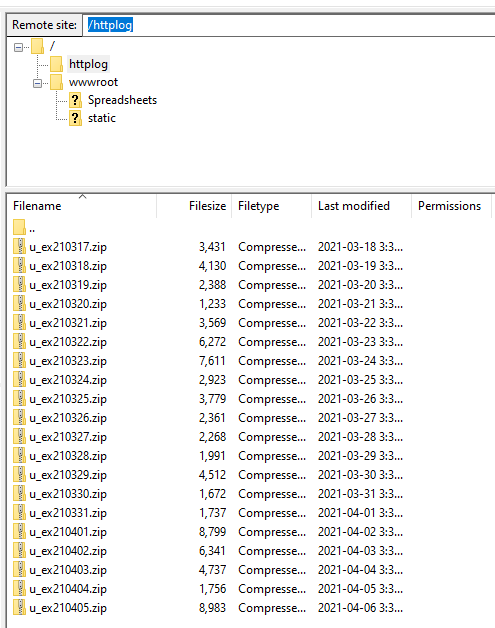 Remote site: /httplog
/
httplog
wwwroot
? Spreadsheets
? static
Filename Filesize Filetype Last modified Permissions
..
u_ex210317.zip 3,431 Compresse... 2021-03-18 3:3...
u_ex210318.zip 4,130 Compresse... 2021-03-19 3:3...
u_ex210319.zip 2,388 Compresse... 2021-03-20 3:3...
u_ex210320.zip 1,233 Compresse... 2021-03-21 3:3...
u_ex210321.zip 3,569 Compresse... 2021-03-22 3:3...
u_ex210322.zip 6,272 Compresse... 2021-03-23 3:3...
u_ex210323.zip 7,611 Compresse... 2021-03-24 3:3...
u_ex210324.zip 2,923 Compresse... 2021-03-25 3:3...
u_ex210325.zip 3,779 Compresse... 2021-03-26 3:3...
u_ex210326.zip 2,361 Compresse... 2021-03-27 3:3...
u_ex210327.zip 2,268 Compresse... 2021-03-28 3:3...
u_ex210328.zip 1,991 Compresse... 2021-03-29 3:3...
u_ex210329.zip 4,512 Compresse... 2021-03-30 3:3...
u_ex210330.zip 1,672 Compresse... 2021-03-31 3:3...
u_ex210331.zip 1,737 Compresse... 2021-04-01 3:3...
u_ex210401.zip 8,799 Compresse... 2021-04-02 3:3...
u_ex210402.zip 6,341 Compresse... 2021-04-03 3:3...
u_ex210403.zip 4,737 Compresse... 2021-04-04 3:3...
u_ex210404.zip 1,756 Compresse... 2021-04-05 3:3...
u_ex210405.zip 8,983 Compresse... 2021-04-06 3:3...